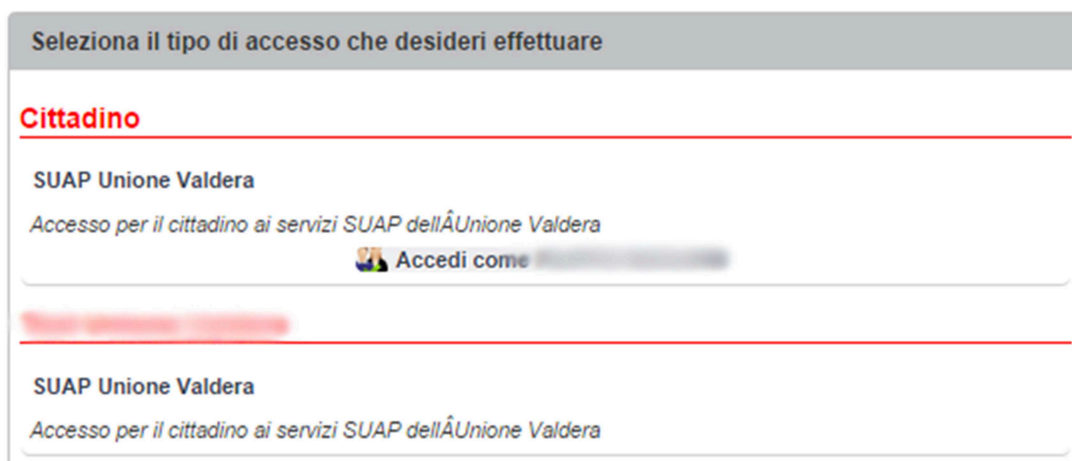 Seleziona il tipo di accesso che desideri effettuare
Cittadino
SUAP Unione Valdera
Accesso per il cittadino ai servizi SUAP dellÂUnione Valdera
Accedi come
SUAP Unione Valdera
Accesso per il cittadino ai servizi SUAP dellÂUnione Valdera